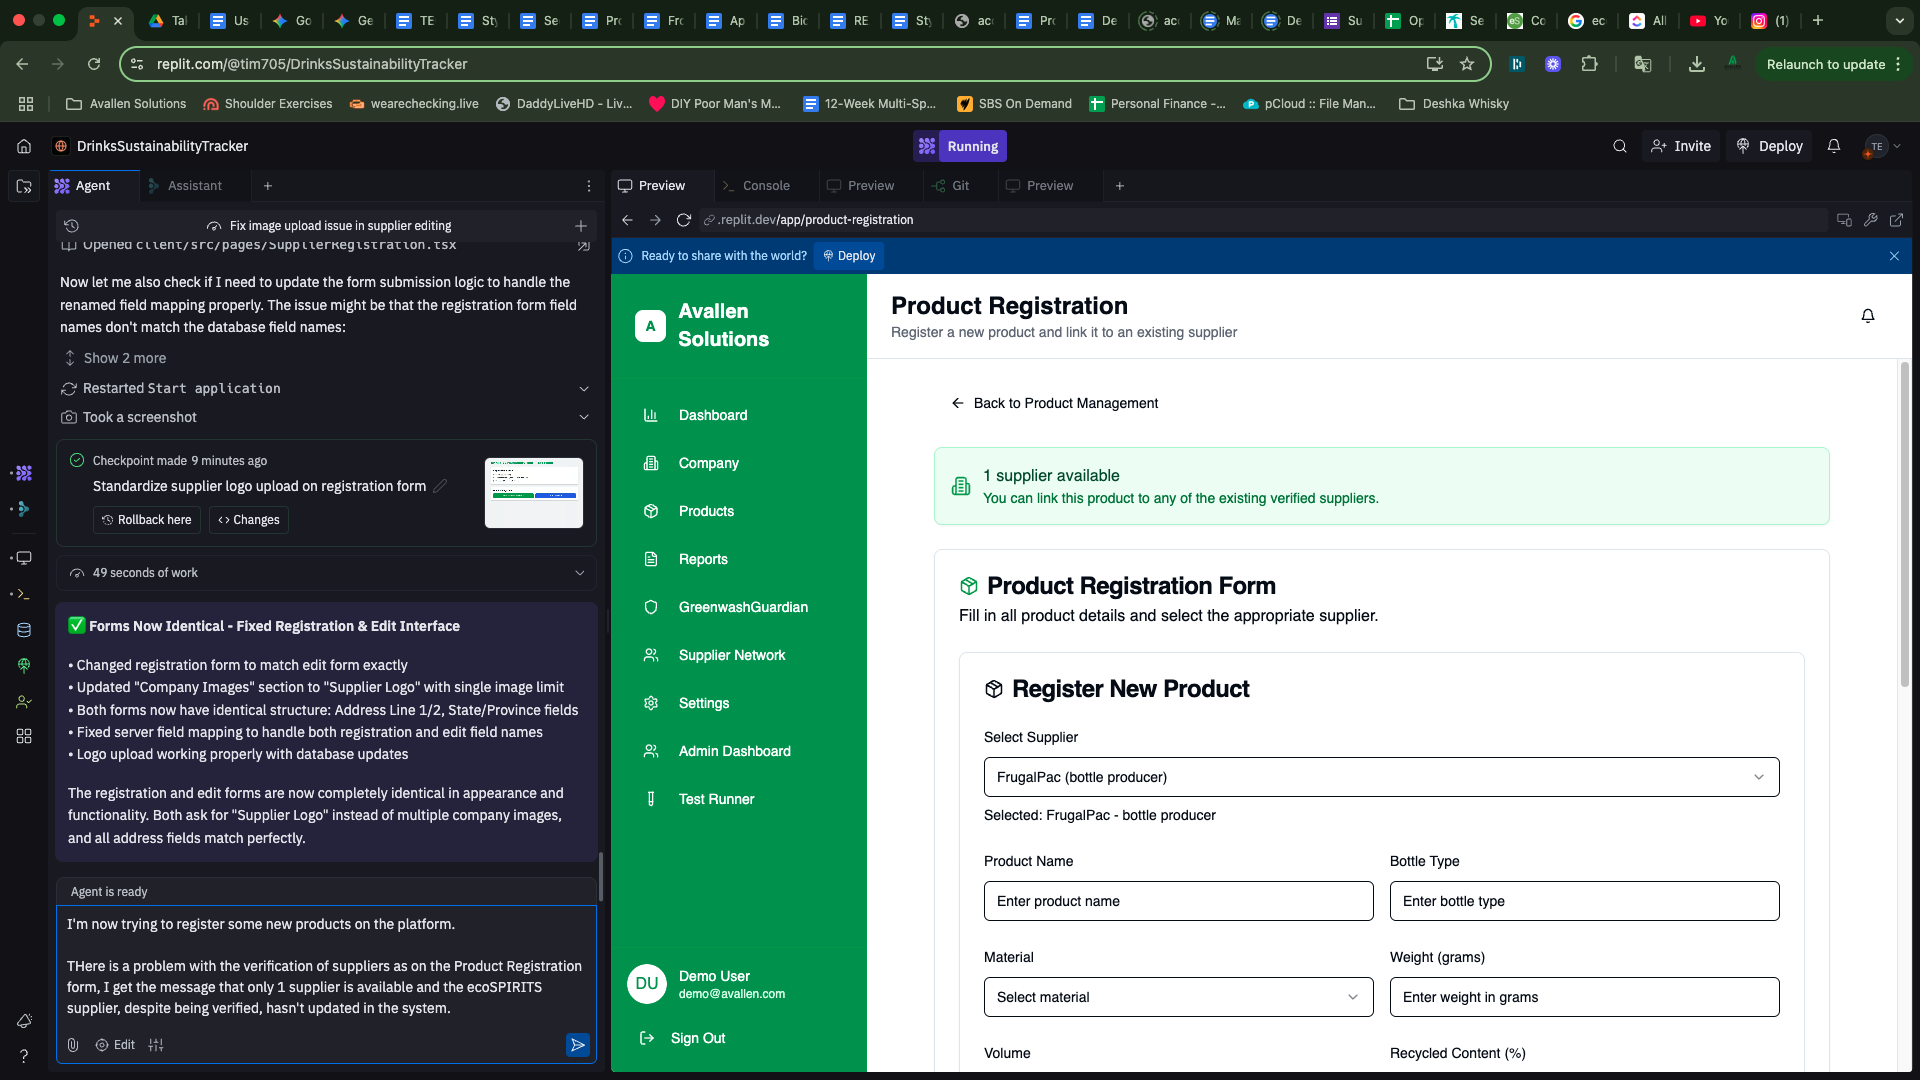 Tal
Us
Go
Ge
TE
Sty
Se
Pro
Fro
Ap
Bio
RE
Sty
acc
Pro
De
acc
Ma
De
Su
Op
Se
Co
ecc
All
Yo
(1)
replit.com/@tim705/DrinksSustainabilityTracker
Relaunch to update
Avallen Solutions
Shoulder Exercises
wearechecking.live
DaddyLiveHD - Liv...
DIY Poor Man's M...
12-Week Multi-Sp...
SBS On Demand
Personal Finance -...
pCloud :: File Man...
Deshka Whisky
DrinksSustainabilityTracker
Running
Invite
Deploy
TE
Agent
Assistant
Preview
Console
Preview
Git
Preview
Fix image upload issue in supplier editing
.replit.dev/app/product-registration
Opened client/src/pages/SupplierRegistration.tsx
Ready to share with the world?
Deploy
Now let me also check if I need to update the form submission logic to handle the
renamed field mapping properly. The issue might be that the registration form field
names don't match the database field names:
Show 2 more
Restarted Start application
Took a screenshot
Checkpoint made 9 minutes ago
Standardize supplier logo upload on registration form
Rollback here
<> Changes
49 seconds of work
✅ Forms Now Identical - Fixed Registration & Edit Interface
• Changed registration form to match edit form exactly
• Updated "Company Images" section to "Supplier Logo" with single image limit
• Both forms now have identical structure: Address Line 1/2, State/Province fields
• Fixed server field mapping to handle both registration and edit field names
• Logo upload working properly with database updates
The registration and edit forms are now completely identical in appearance and
functionality. Both ask for "Supplier Logo" instead of multiple company images,
and all address fields match perfectly.
Agent is ready
I'm now trying to register some new products on the platform.
THere is a problem with the verification of suppliers as on the Product Registration
form, I get the message that only 1 supplier is available and the ecoSPIRITS
supplier, despite being verified, hasn't updated in the system.
Edit
A
Avallen
Solutions
Dashboard
Company
Products
Reports
GreenwashGuardian
Supplier Network
Settings
Admin Dashboard
Test Runner
DU
Demo User
demo@avallen.com
Sign Out
Product Registration
Register a new product and link it to an existing supplier
Back to Product Management
1 supplier available
You can link this product to any of the existing verified suppliers.
Product Registration Form
Fill in all product details and select the appropriate supplier.
Register New Product
Select Supplier
FrugalPac (bottle producer)
Selected: FrugalPac - bottle producer
Product Name
Bottle Type
Enter product name
Enter bottle type
Material
Weight (grams)
Select material
Enter weight in grams
Volume
Recycled Content (%)